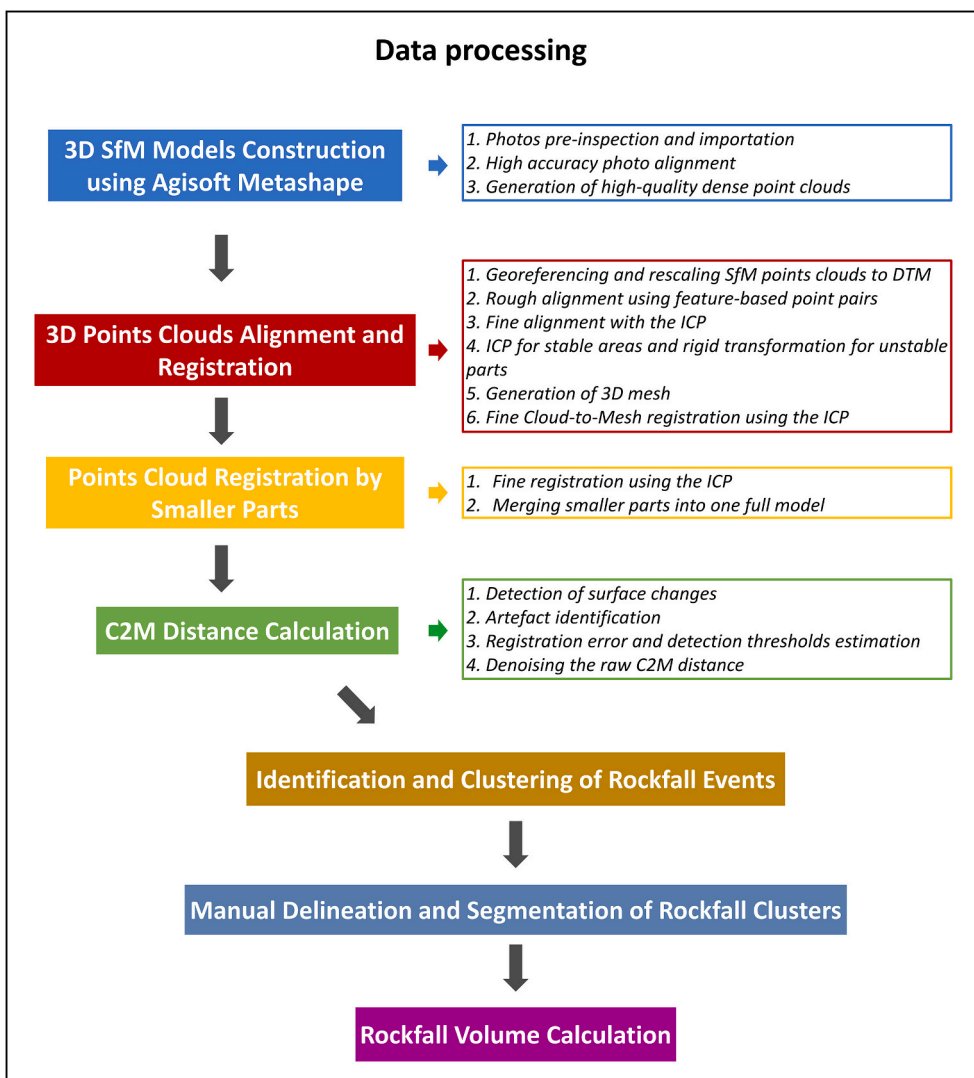 Data processing
3D SfM Models Construction
using Agisoft Metashape
1. Photos pre-inspection and importation
2. High accuracy photo alignment
3. Generation of high-quality dense point clouds
3D Points Clouds Alignment and
Registration
1. Georeferencing and rescaling SfM points clouds to DTM
2. Rough alignment using feature-based point pairs
3. Fine alignment with the ICP
4. ICP for stable areas and rigid transformation for unstable
parts
5. Generation of 3D mesh
6. Fine Cloud-to-Mesh registration using the ICP
Points Cloud Registration by
Smaller Parts
1. Fine registration using the ICP
2. Merging smaller parts into one full model
C2M Distance Calculation
1. Detection of surface changes
2. Artefact identification
3. Registration error and detection thresholds estimation
4. Denoising the raw C2M distance
Identification and Clustering of Rockfall Events
Manual Delineation and Segmentation of Rockfall Clusters
Rockfall Volume Calculation